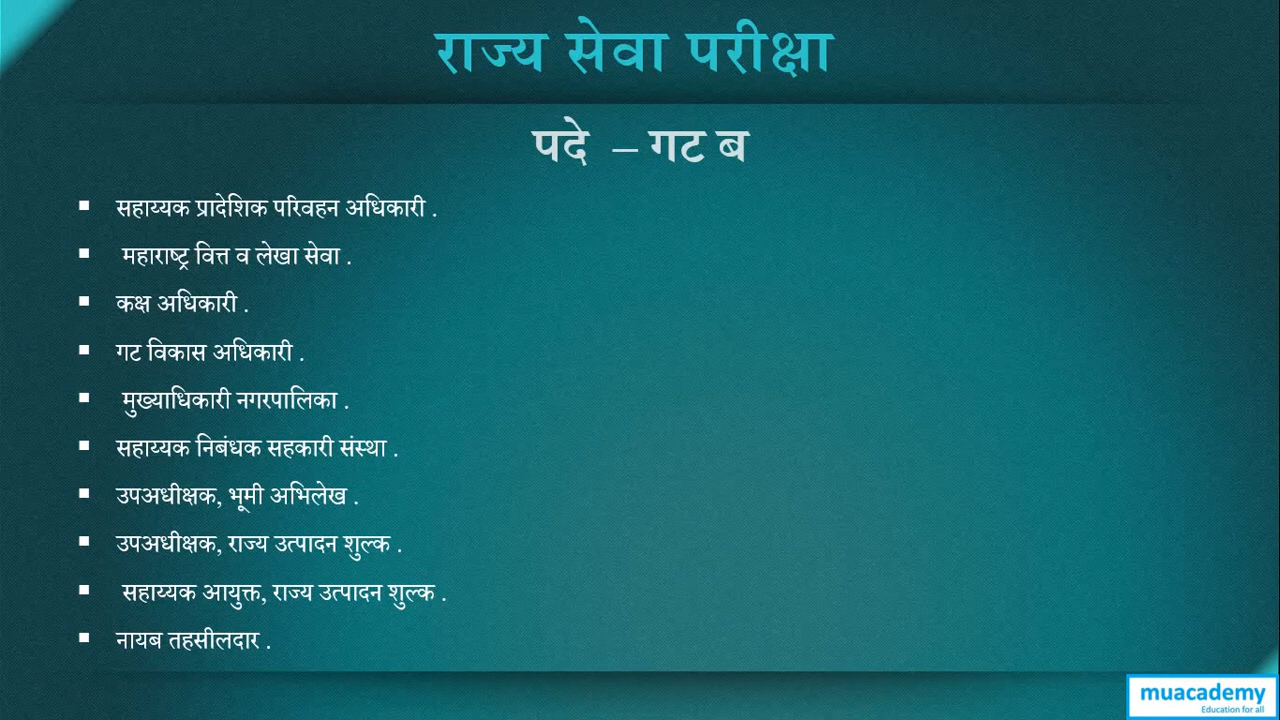 राज्य सेवा परीक्षा
पदे – गट ब
▪ सहाय्यक प्रादेशिक परिवहन अधिकारी .
▪ महाराष्ट्र वित्त व लेखा सेवा .
▪ कक्ष अधिकारी .
▪ गट विकास अधिकारी .
▪ मुख्याधिकारी नगरपालिका .
▪ सहाय्यक निबंधक सहकारी संस्था .
▪ उपअधीक्षक, भूमी अभिलेख .
▪ उपअधीक्षक, राज्य उत्पादन शुल्क .
▪ सहाय्यक आयुक्त, राज्य उत्पादन शुल्क .
▪ नायब तहसीलदार .
muacademy
Education for all